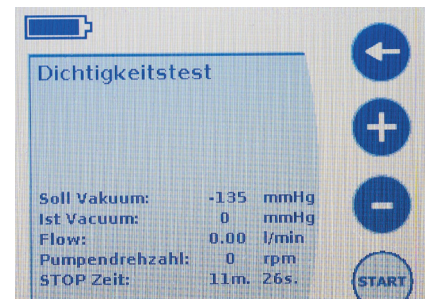 Dichtigkeitstest
Soll Vakuum: -135 mmHg
Ist Vacuum: 0 mmHg
Flow: 0.00 l/min
Pumpendrehzahl: 0 rpm
STOP Zeit: 11m. 26s.
START